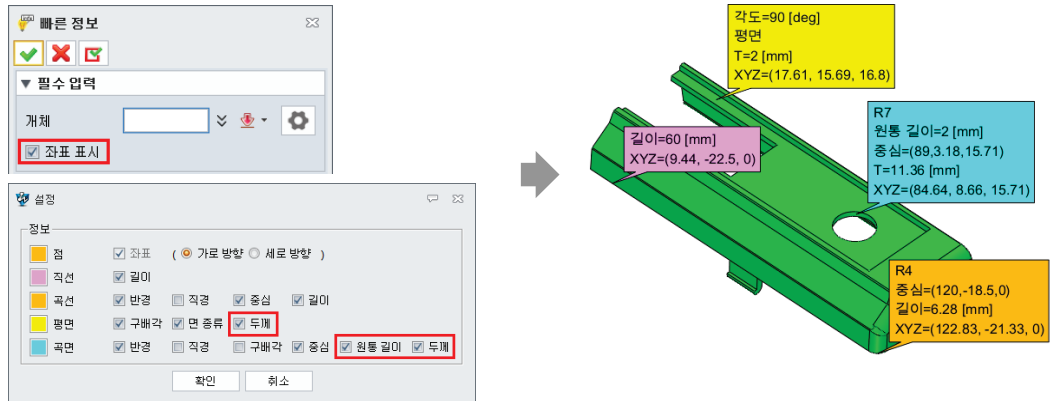 빠른 정보
필수 입력
개체
좌표 표시
설정
정보
점 좌표 ( 가로 방향 세로 방향 )
직선 길이
곡선 반경 직경 중심 길이
평면 구배각 면 종류 두께
곡면 반경 직경 구배각 중심 원통 길이 두께
확인 취소
각도=90 [deg]
평면
T=2 [mm]
XYZ=(17.61, 15.69, 16.8)
길이=60 [mm]
XYZ=(9.44, -22.5, 0)
R7
원통 길이=2 [mm]
중심=(89,3.18,15.71)
T=11.36 [mm]
XYZ=(84.64, 8.66, 15.71)
R4
중심=(120,-18.5,0)
길이=6.28 [mm]
XYZ=(122.83, -21.33, 0)